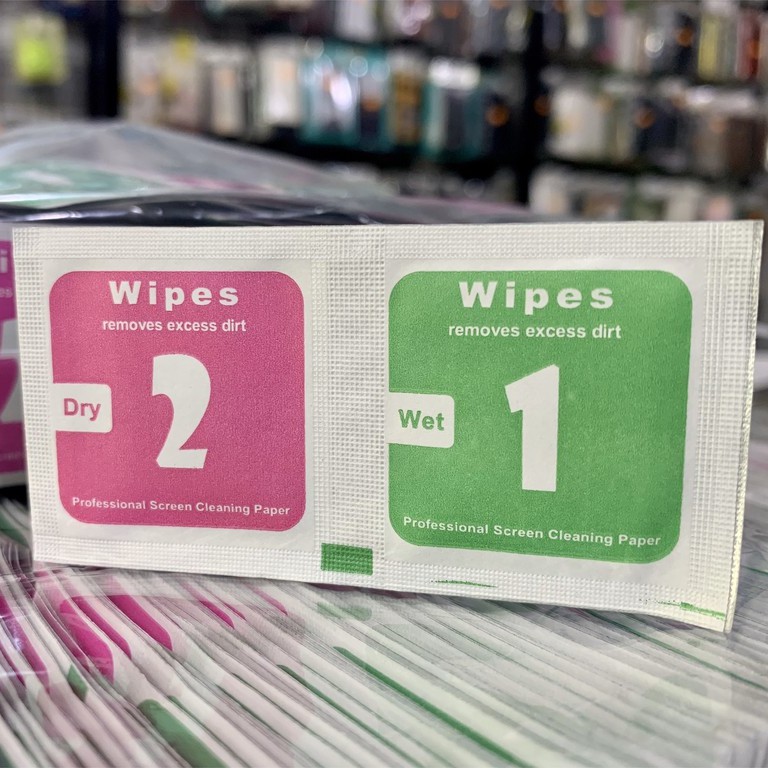 Wipes
removes excess dirt
Dry
2
Professional Screen Cleaning Paper
Wipes
removes excess dirt
Wet
1
Professional Screen Cleaning Paper